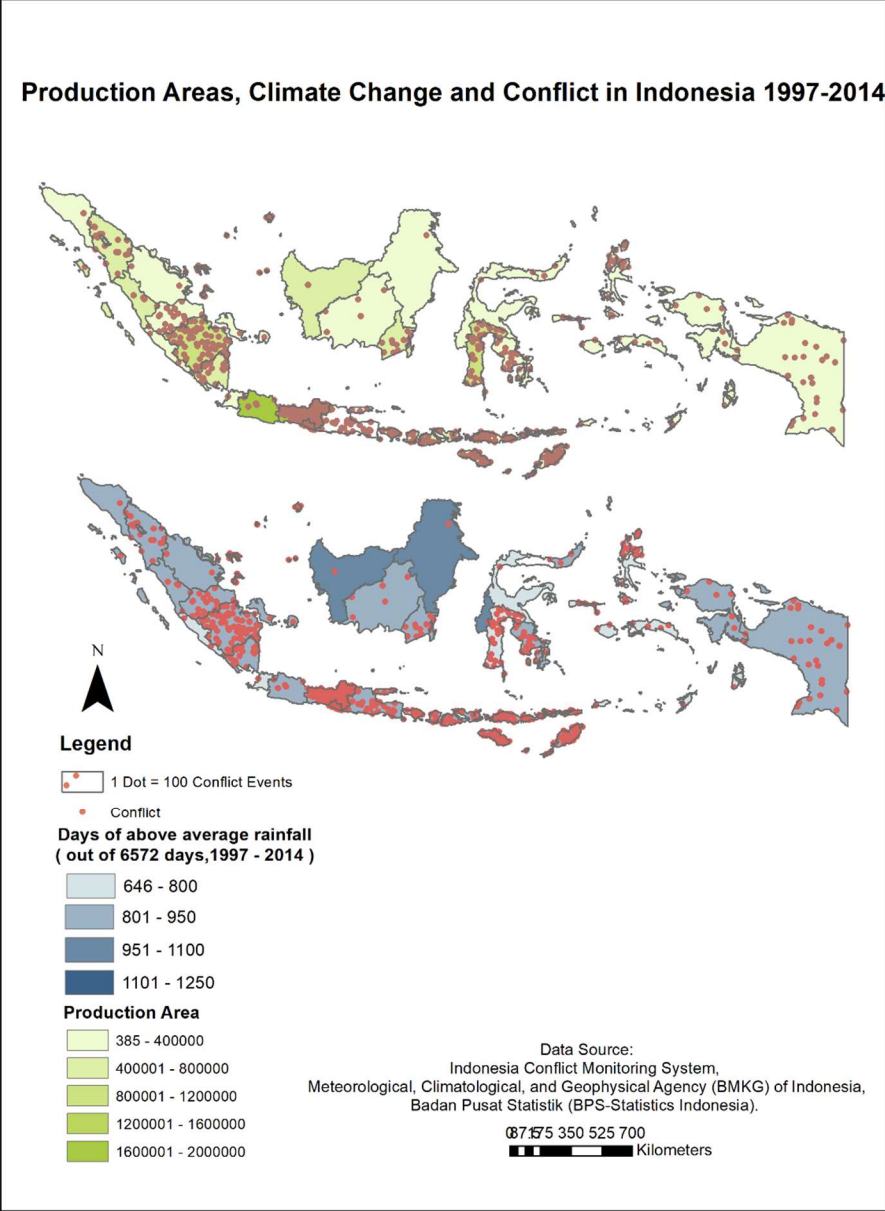 Production Areas, Climate Change and Conflict in Indonesia 1997-2014
N
Legend
1 Dot = 100 Conflict Events
Conflict
Days of above average rainfall
( out of 6572 days,1997 - 2014 )
646 - 800
801 - 950
951 - 1100
1101 - 1250
Production Area
385 - 400000
400001 - 800000
800001 - 1200000
1200001 - 1600000
1600001 - 2000000
Data Source:
Indonesia Conflict Monitoring System,
Meteorological, Climatological, and Geophysical Agency (BMKG) of Indonesia,
Badan Pusat Statistik (BPS-Statistics Indonesia).
350 525 700
Kilometers